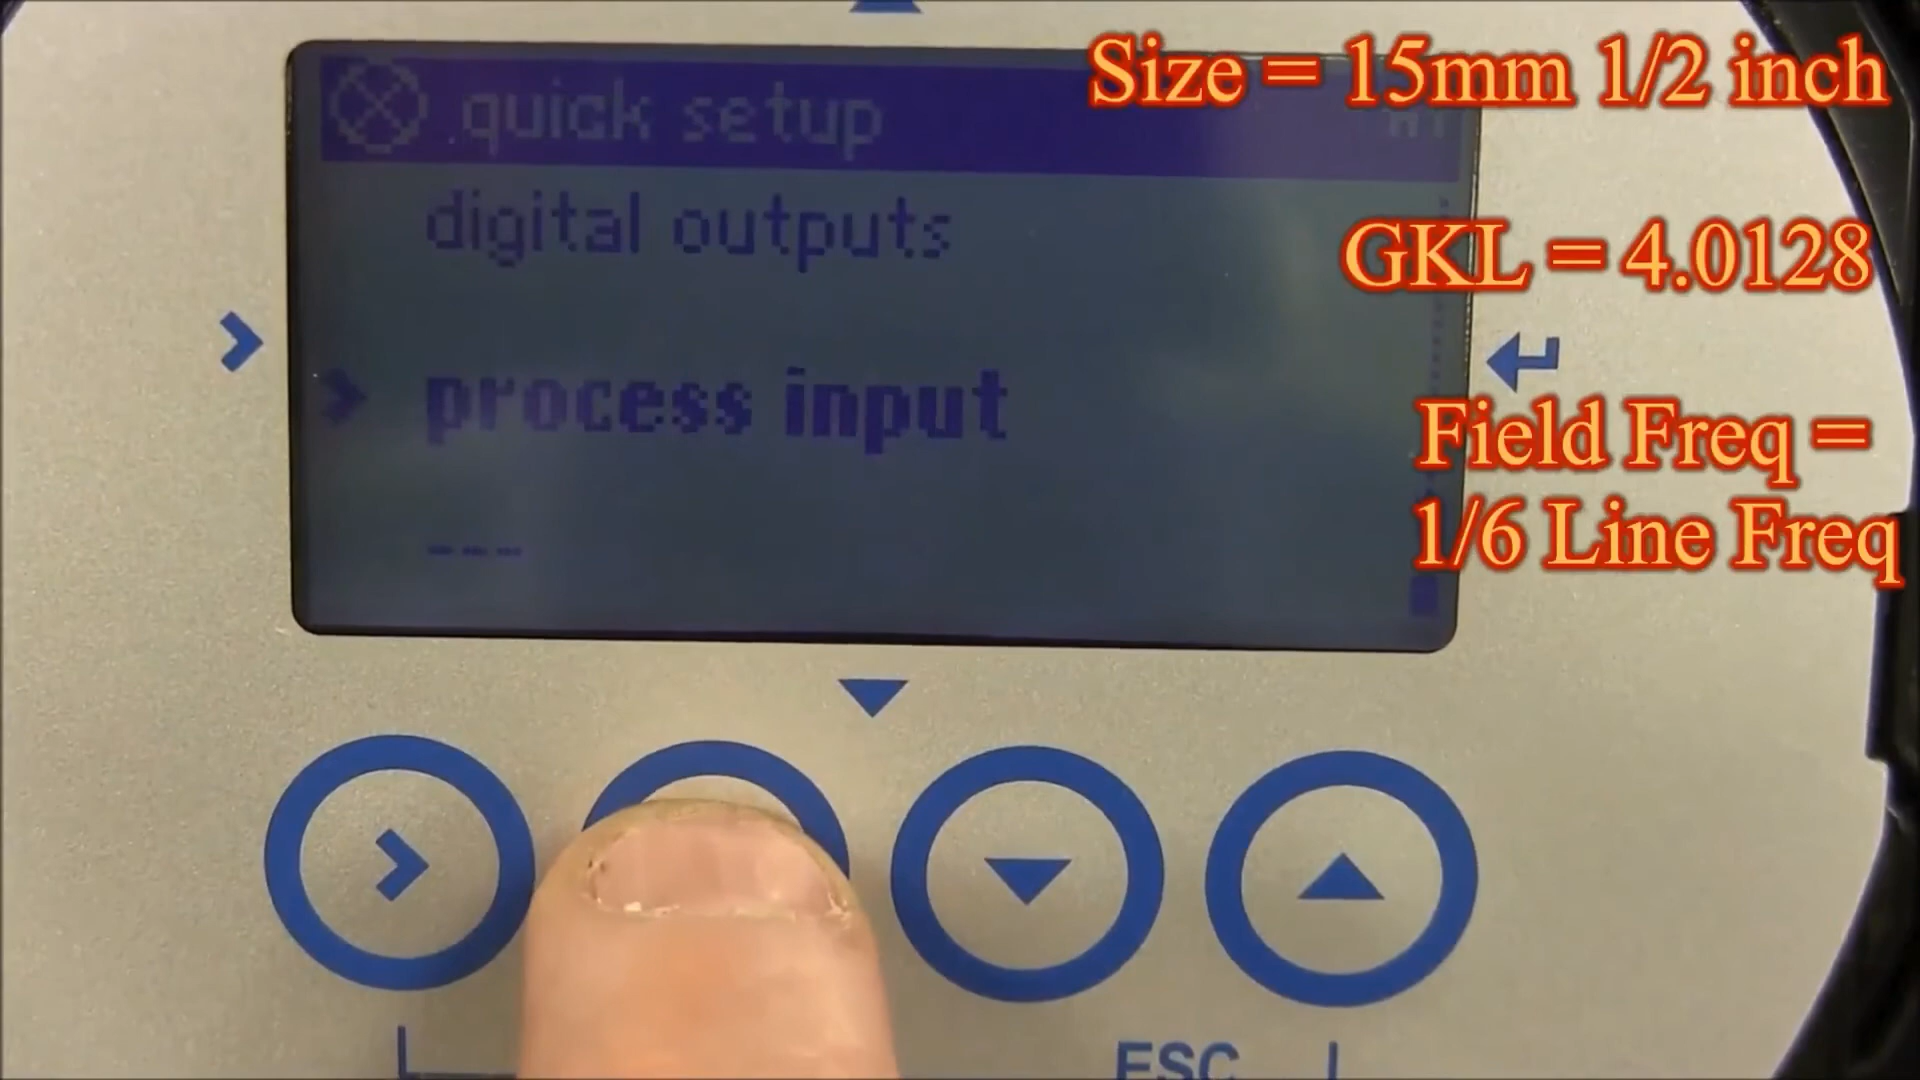 Size = 15mm 1/2 inch
quick setup
digital outputs
GKL = 4.0128
process input
Field Freq =
1/6 Line Freq
---
ESC